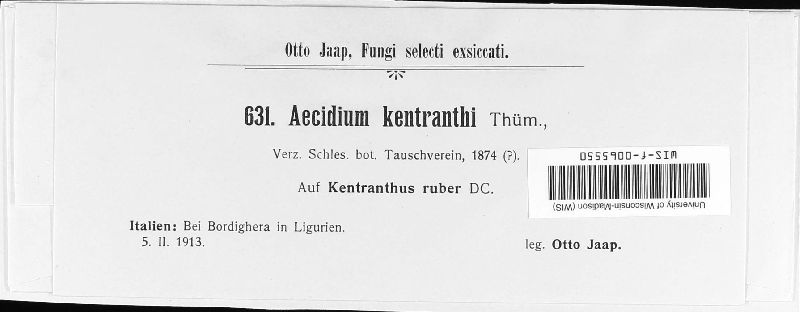 Otto Jaap, Fungi selecti exsiccati.
631. Aecidium kentranthi Thüm.,
Verz. Schles. bot. Tauschverein, 1874 (?).
Auf Kentranthus ruber DC.
Italien: Bei Bordighera in Ligurien.
5. II. 1913.
leg. Otto Jaap.
University of Wisconsin-Madison (WIS)
WIS-f-0065550